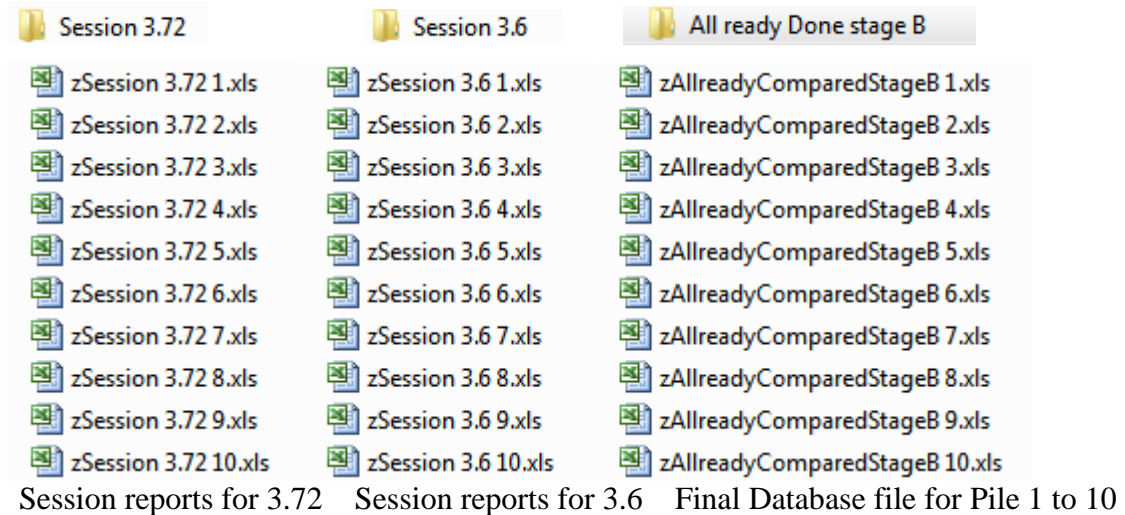 Session 3.72 Session 3.6 All ready Done stage B
zSession 3.72 1.xls zSession 3.6 1.xls zAllreadyComparedStageB 1.xls
zSession 3.72 2.xls zSession 3.6 2.xls zAllreadyComparedStageB 2.xls
zSession 3.72 3.xls zSession 3.6 3.xls zAllreadyComparedStageB 3.xls
zSession 3.72 4.xls zSession 3.6 4.xls zAllreadyComparedStageB 4.xls
zSession 3.72 5.xls zSession 3.6 5.xls zAllreadyComparedStageB 5.xls
zSession 3.72 6.xls zSession 3.6 6.xls zAllreadyComparedStageB 6.xls
zSession 3.72 7.xls zSession 3.6 7.xls zAllreadyComparedStageB 7.xls
zSession 3.72 8.xls zSession 3.6 8.xls zAllreadyComparedStageB 8.xls
zSession 3.72 9.xls zSession 3.6 9.xls zAllreadyComparedStageB 9.xls
zSession 3.72 10.xls zSession 3.6 10.xls zAllreadyComparedStageB 10.xls
Session reports for 3.72 Session reports for 3.6 Final Database file for Pile 1 to 10